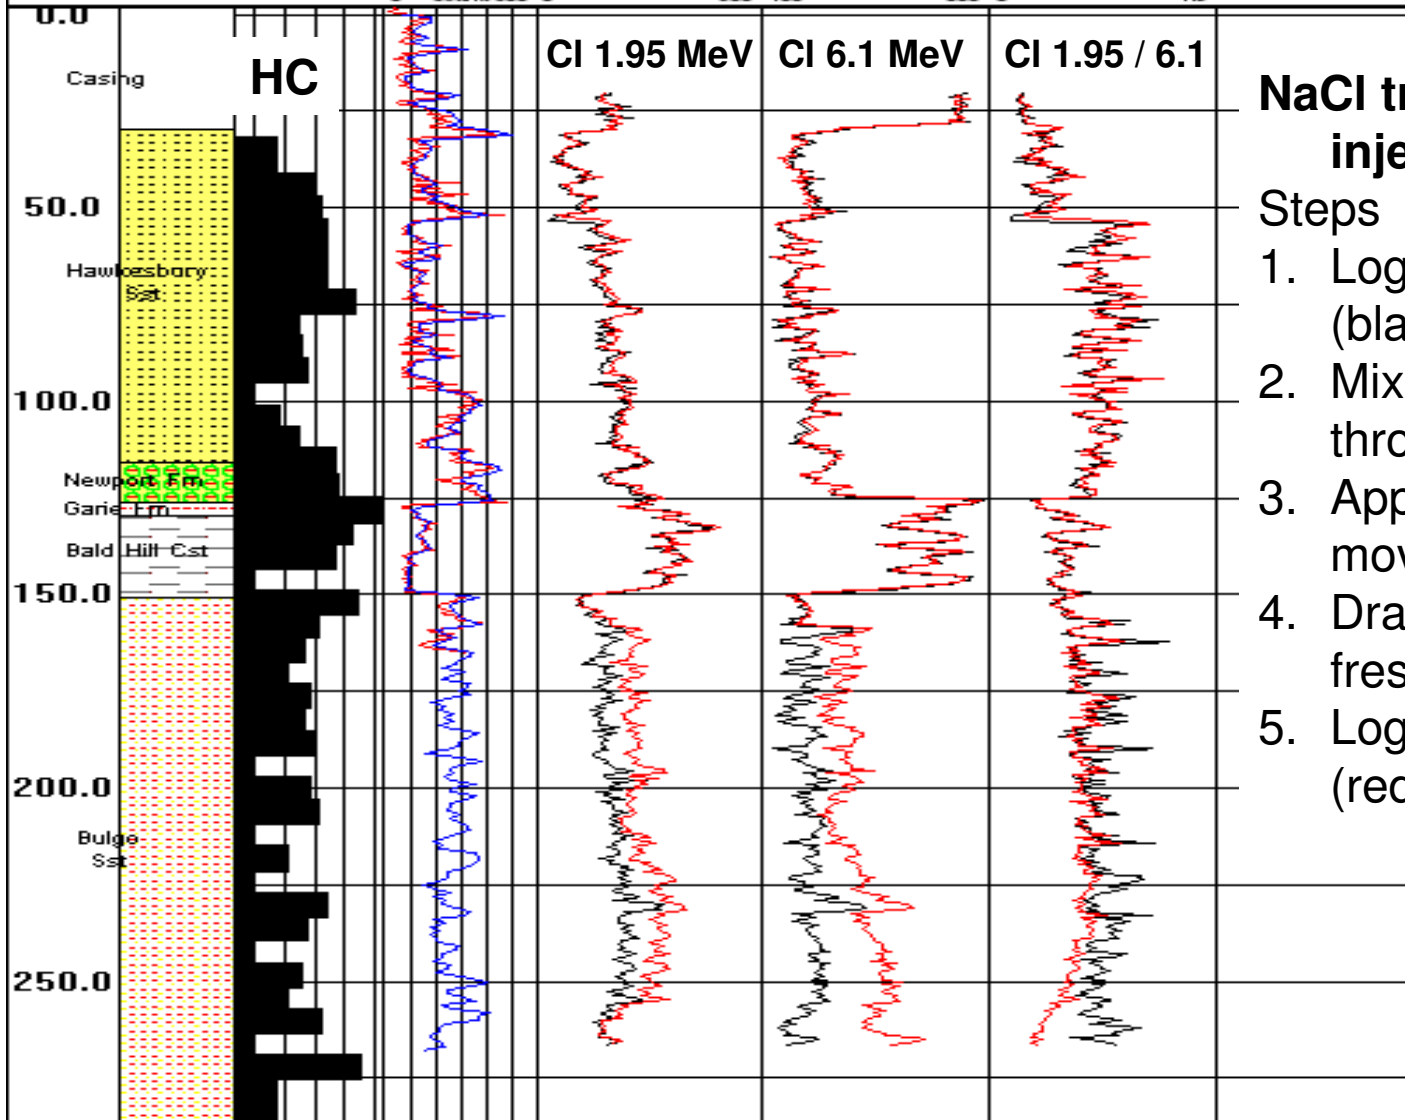 0.0
Casing
HC
Cl 1.95 MeV
Cl 6.1 MeV
Cl 1.95 / 6.1
50.0
Hawkesbury
Sst
100.0
Newport Fm
Garie Fm
Bald Hill Cst
150.0
200.0
Bulgo
Sst
250.0
NaCl tr
inje
Steps
1. Log
(bla
2. Mix
thro
3. App
mov
4. Dra
fres
5. Log
(red